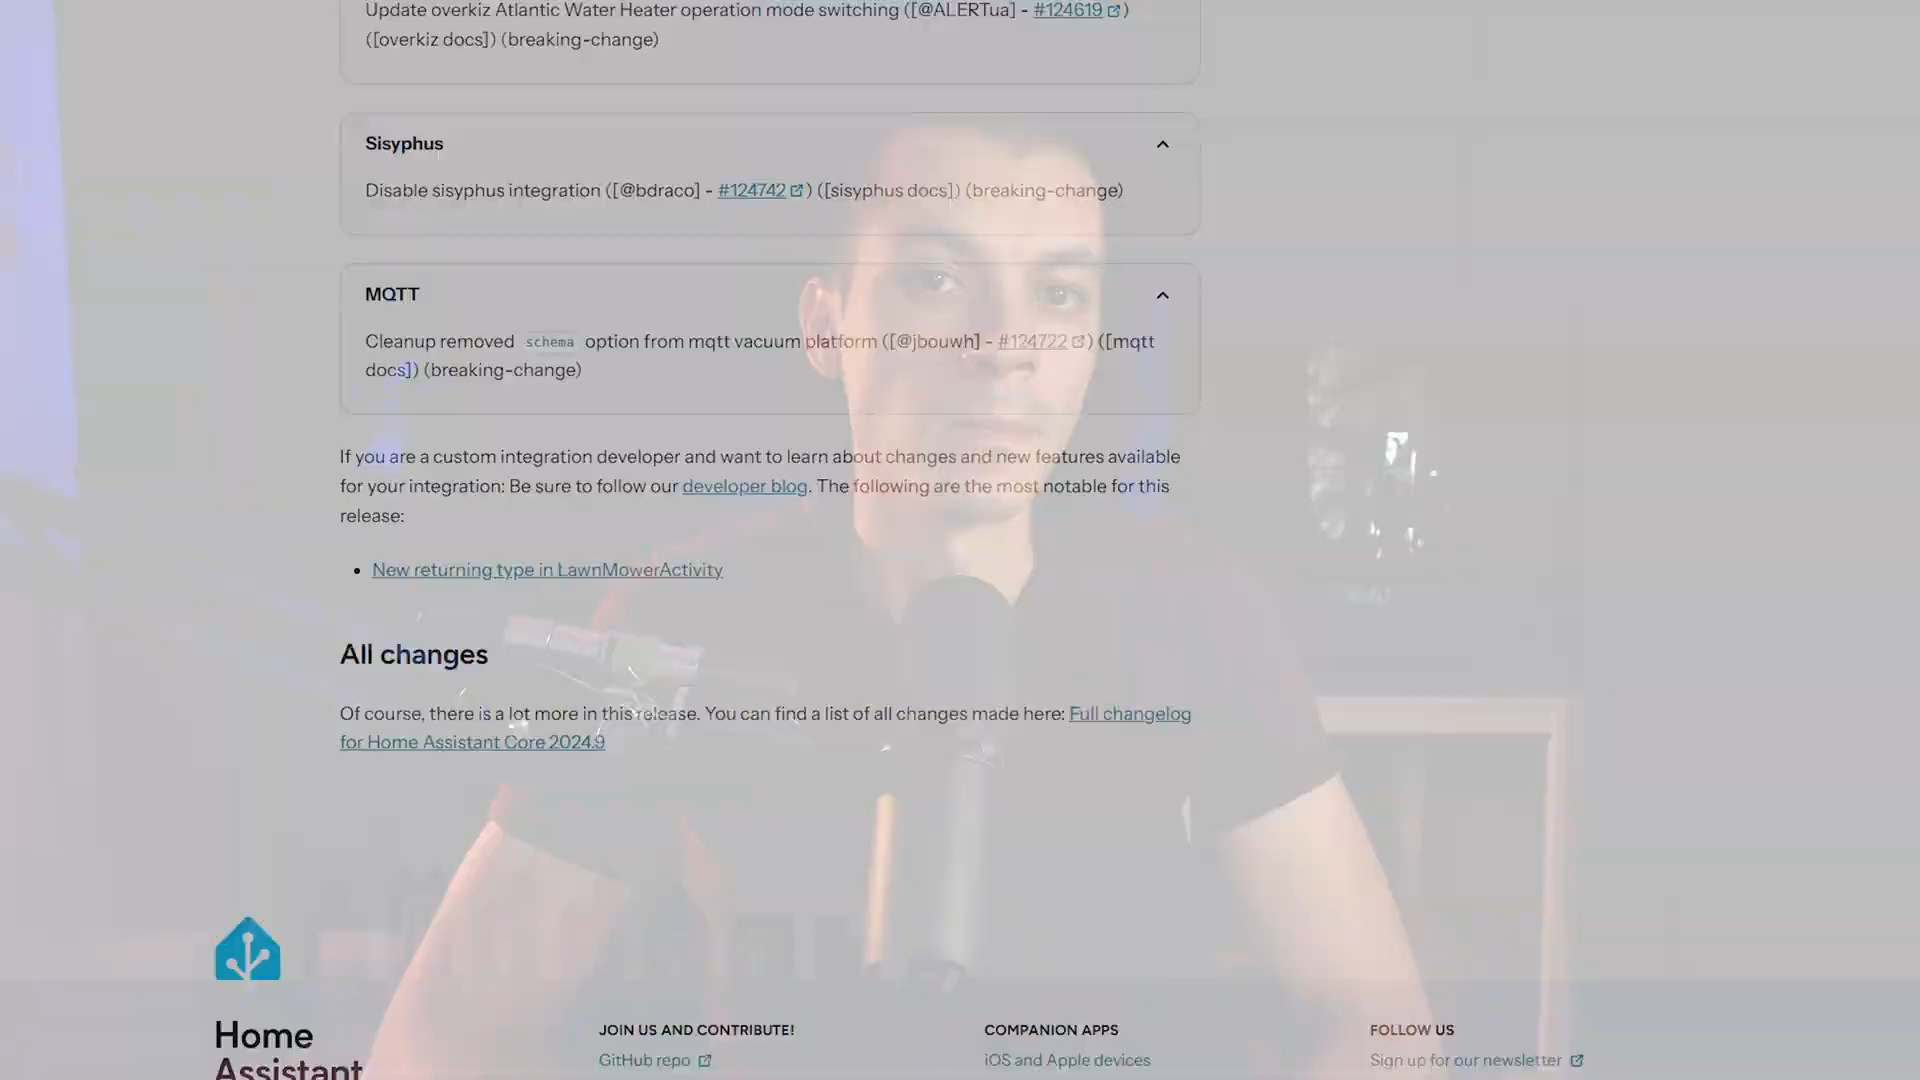 Update overkiz Atlantic Water Heater operation mode switching ([@ALERTua] - #124619)
([overkiz docs]) (breaking-change)
Sisyphus
Disable sisyphus integration ([@bdraco] - #124742) ([sisyphus docs]) (breaking-change)
MQTT
Cleanup removed schema option from mqtt vacuum platform ([@jbouwh] - #124722) ([mqtt
docs]) (breaking-change)
If you are a custom integration developer and want to learn about changes and new features available
for your integration: Be sure to follow our developer blog. The following are the most notable for this
release:
• New returning type in LawnMowerActivity
All changes
Of course, there is a lot more in this release. You can find a list of all changes made here: Full changelog
for Home Assistant Core 2024.9
Home
Assistant
JOIN US AND CONTRIBUTE!
GitHub repo
COMPANION APPS
iOS and Apple devices
FOLLOW US
Sign up for our newsletter